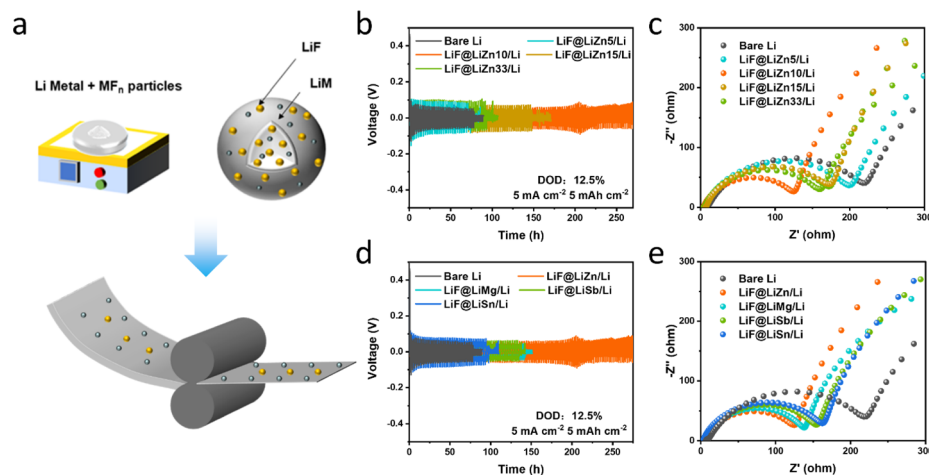 a
Li Metal + MFn particles
LiF
LiM
b
Voltage (V)
0.4
0.2
0.0
-0.2
-0.4
Bare Li
LiF@LiZn5/Li
LiF@LiZn10/Li
LiF@LiZn15/Li
LiF@LiZn33/Li
DOD: 12.5%
5 mA cm-2 5 mAh cm-2
0 50 100 150 200 250
Time (h)
c
-Z'' (ohm)
300
250
200
150
100
50
0
Bare Li
LiF@LiZn5/Li
LiF@LiZn10/Li
LiF@LiZn15/Li
LiF@LiZn33/Li
0 100 200 300
Z' (ohm)
d
Voltage (V)
0.4
0.2
0.0
-0.2
-0.4
Bare Li
LiF@LiZn/Li
LiF@LiMg/Li
LiF@LiSb/Li
LiF@LiSn/Li
DOD: 12.5%
5 mA cm-2 5 mAh cm-2
0 50 100 150 200 250
Time (h)
e
-Z'' (ohm)
300
200
100
0
Bare Li
LiF@LiZn/Li
LiF@LiMg/Li
LiF@LiSb/Li
LiF@LiSn/Li
0 100 200 300
Z' (ohm)